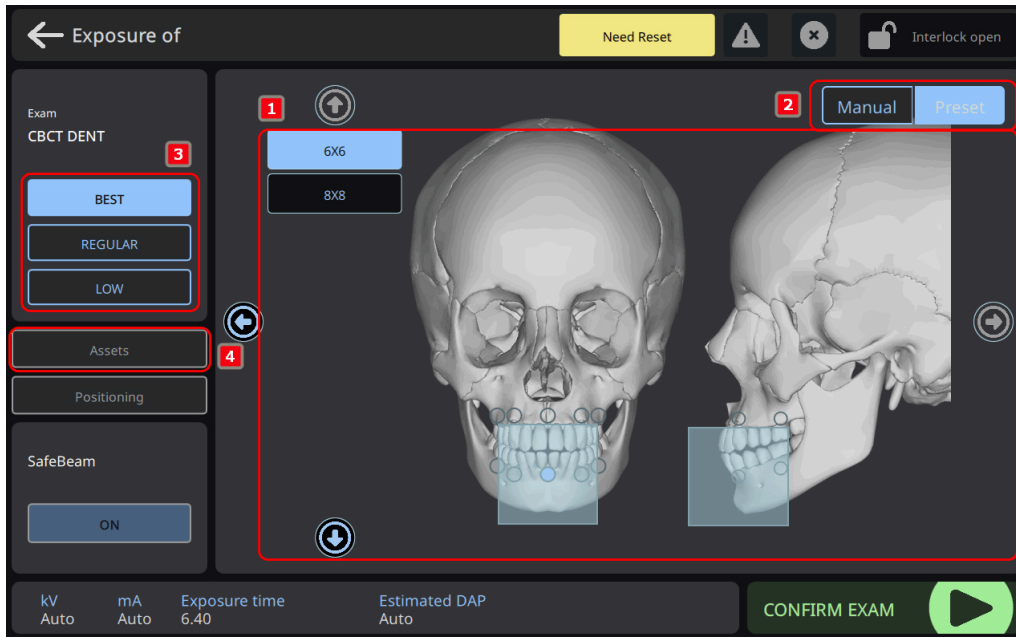 Exposure of
Need Reset
Interlock open
Exam
CBCT DENT
3
BEST
REGULAR
LOW
Assets
4
Positioning
SafeBeam
ON
1
2
Manual
Preset
6X6
8X8
kV
Auto
mA
Auto
Exposure time
6.40
Estimated DAP
Auto
CONFIRM EXAM